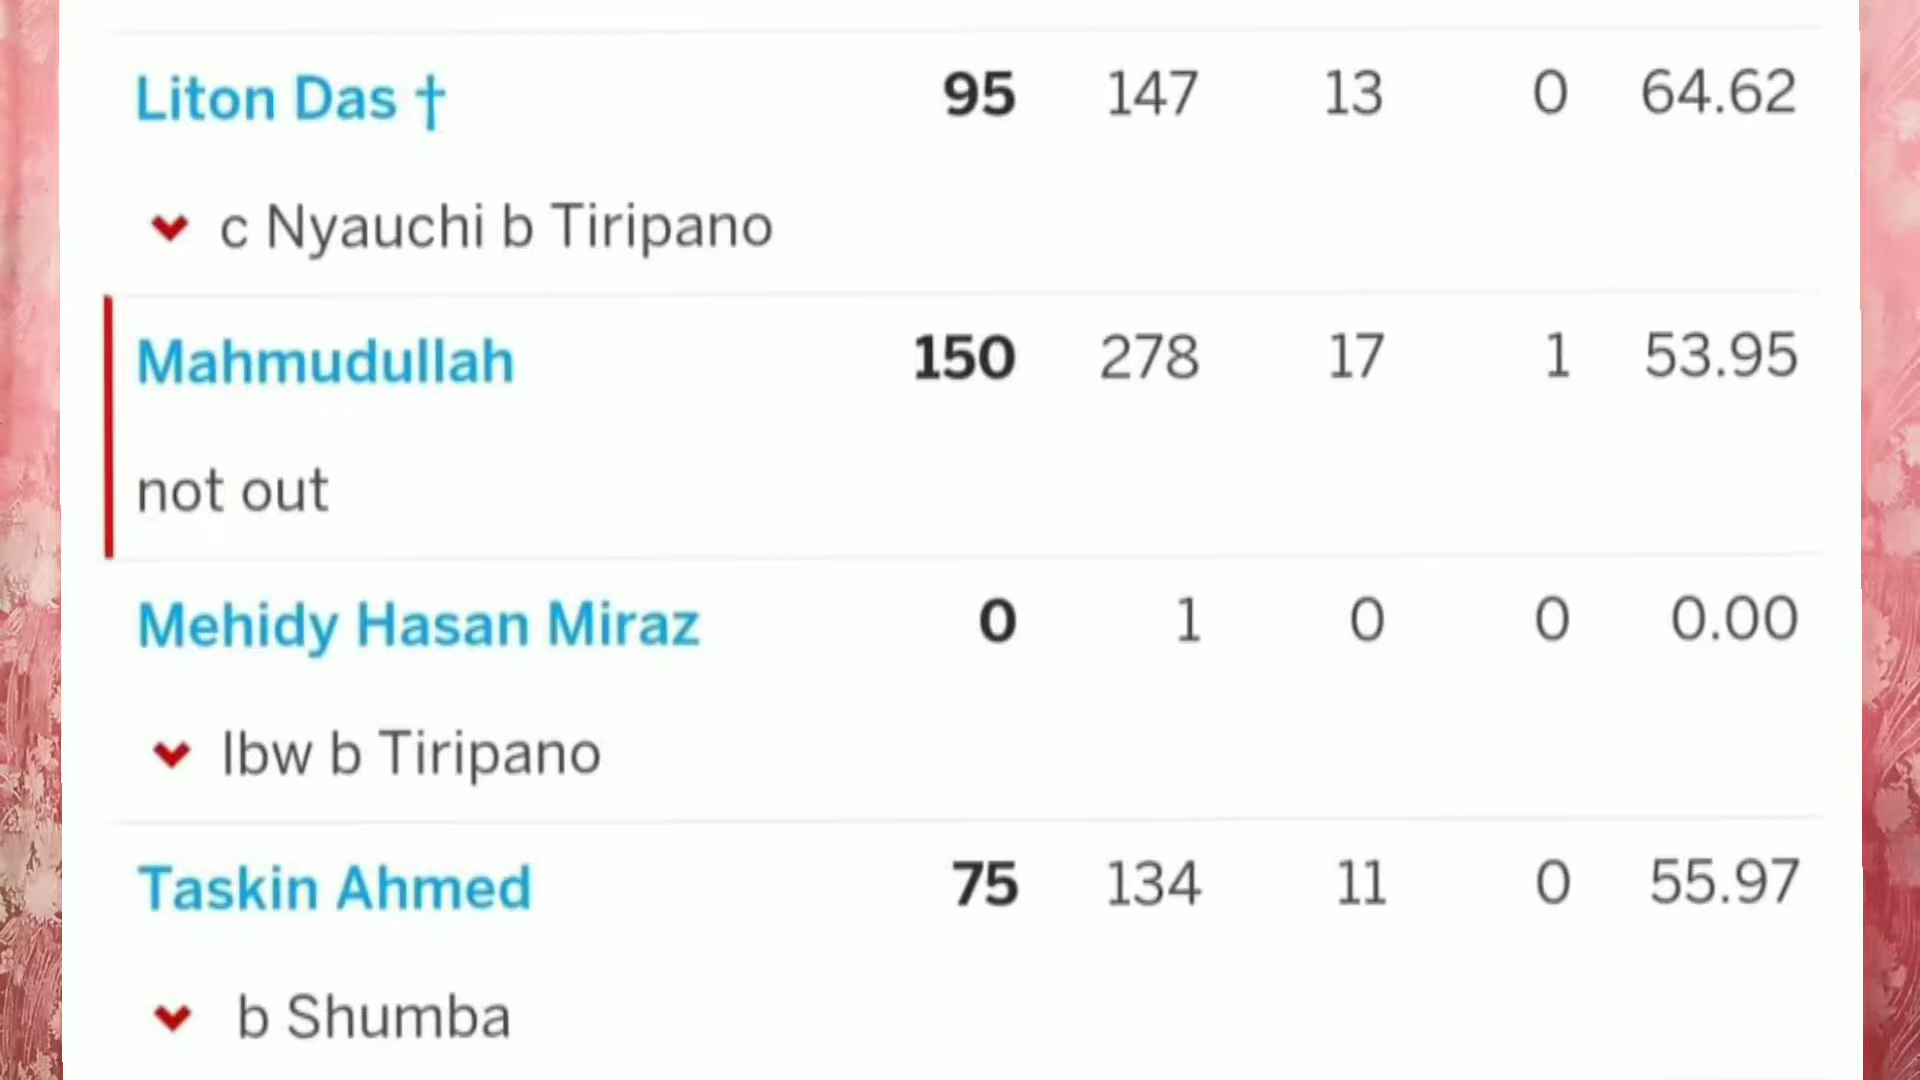 Liton Das † 95 147 13 0 64.62
c Nyauchi b Tiripano
Mahmudullah 150 278 17 1 53.95
not out
Mehidy Hasan Miraz 0 1 0 0 0.00
lbw b Tiripano
Taskin Ahmed 75 134 11 0 55.97
b Shumba